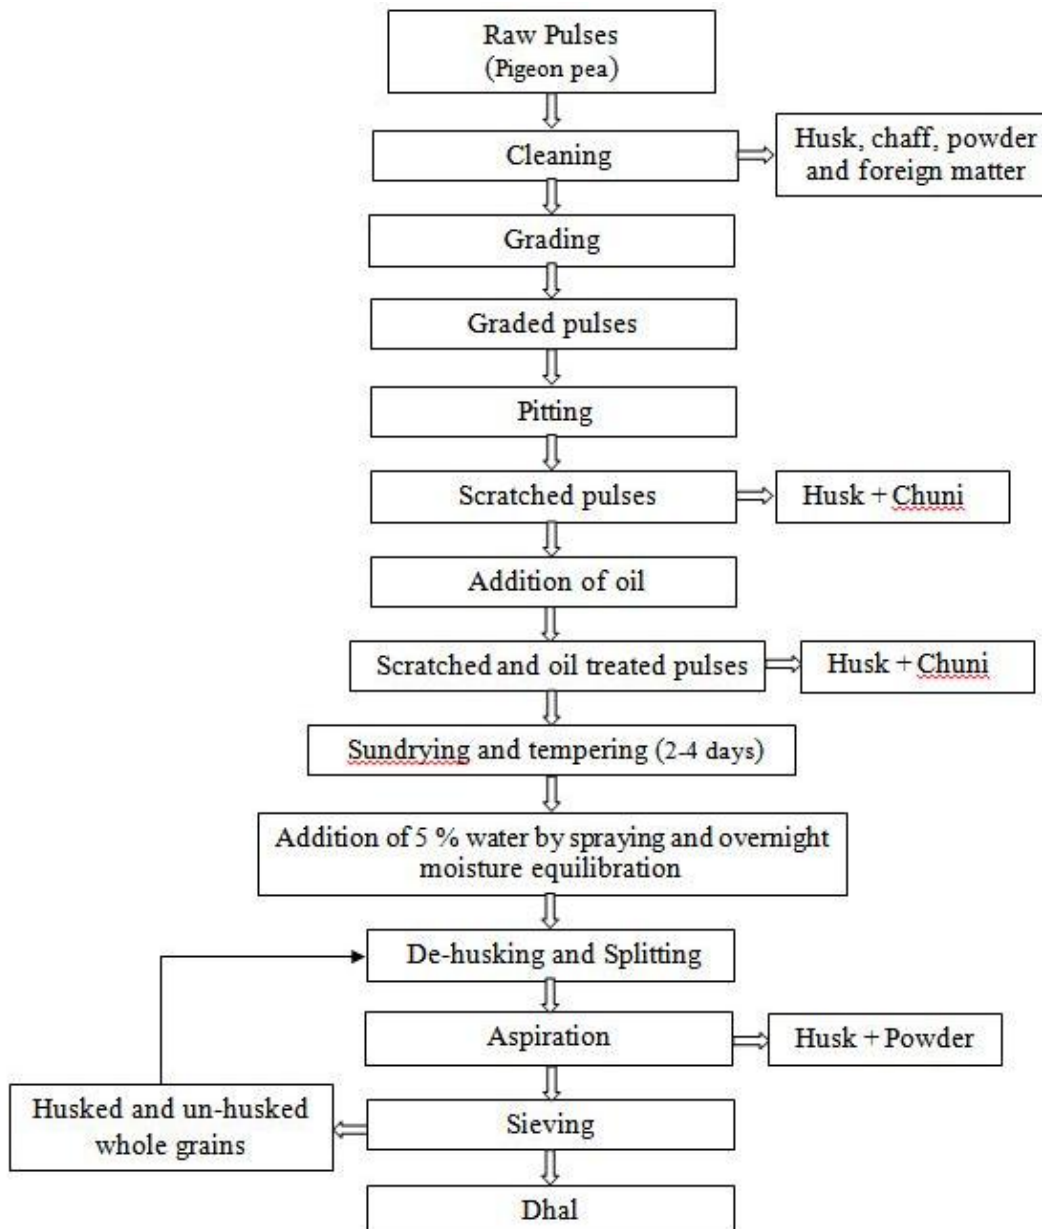 Raw Pulses
(Pigeon pea)
Cleaning
Husk, chaff, powder
and foreign matter
Grading
Graded pulses
Pitting
Scratched pulses
Husk + Chuni
Addition of oil
Scratched and oil treated pulses
Husk + Chuni
Sundrying and tempering (2-4 days)
Addition of 5 % water by spraying and overnight
moisture equilibration
De-husking and Splitting
Aspiration
Husk + Powder
Husked and un-husked
whole grains
Sieving
Dhal